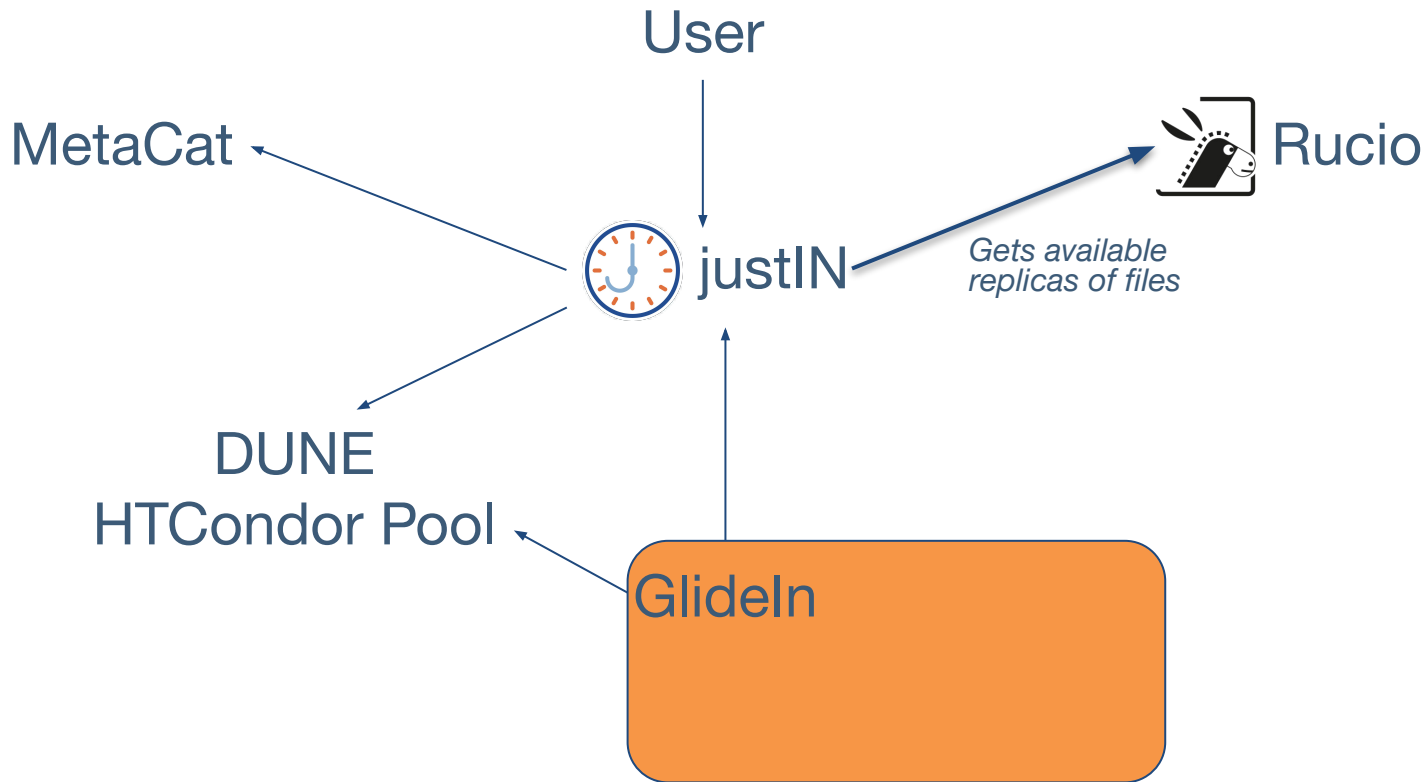 User
MetaCat
Rucio
justIN
Gets available
replicas of files
DUNE
HTCondor Pool
GlideIn